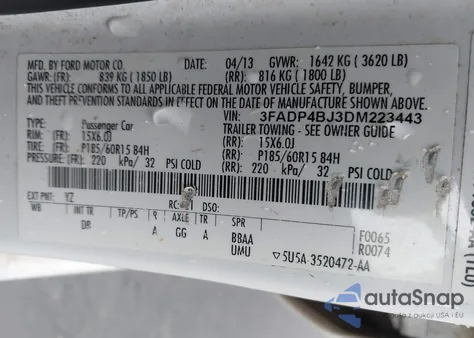 MFD. BY FORD MOTOR CO. DATE: 04/13 GVWR: 1642 KG ( 3620 LB)
GAWR: (FR): 839 KG ( 1850 LB) (RR): 816 KG ( 1800 LB)
THIS VEHICLE CONFORMS TO ALL APPLICABLE FEDERAL MOTOR VEHICLE SAFETY, BUMPER,
AND THEFT PREVENTION STANDARDS IN EFFECT ON THE DATE OF MANUFACTURE SHOWN ABOVE.
VIN: 3FADP4BJ3DM223443
TYPE: Passenger Car TRAILER TOWING - SEE OWNER GUIDE
RIM: 15X6.0J (RR): 15X6.0J
TIRE: (FR): P185/60R15 84H (RR): P185/60R15 84H
PRESSURE: (FR): 220 kPa/ 32 PSI COLD (RR): 220 kPa/ 32 PSI COLD
EXT PNT: YZ RC: DSO: F0065
WB INT TR TP/PS R AXLE TR SPR R0074
DR A GG A BBAA
UMU ▽5U5A-3520472-AA
autoSnap
z aukcji USA i EU